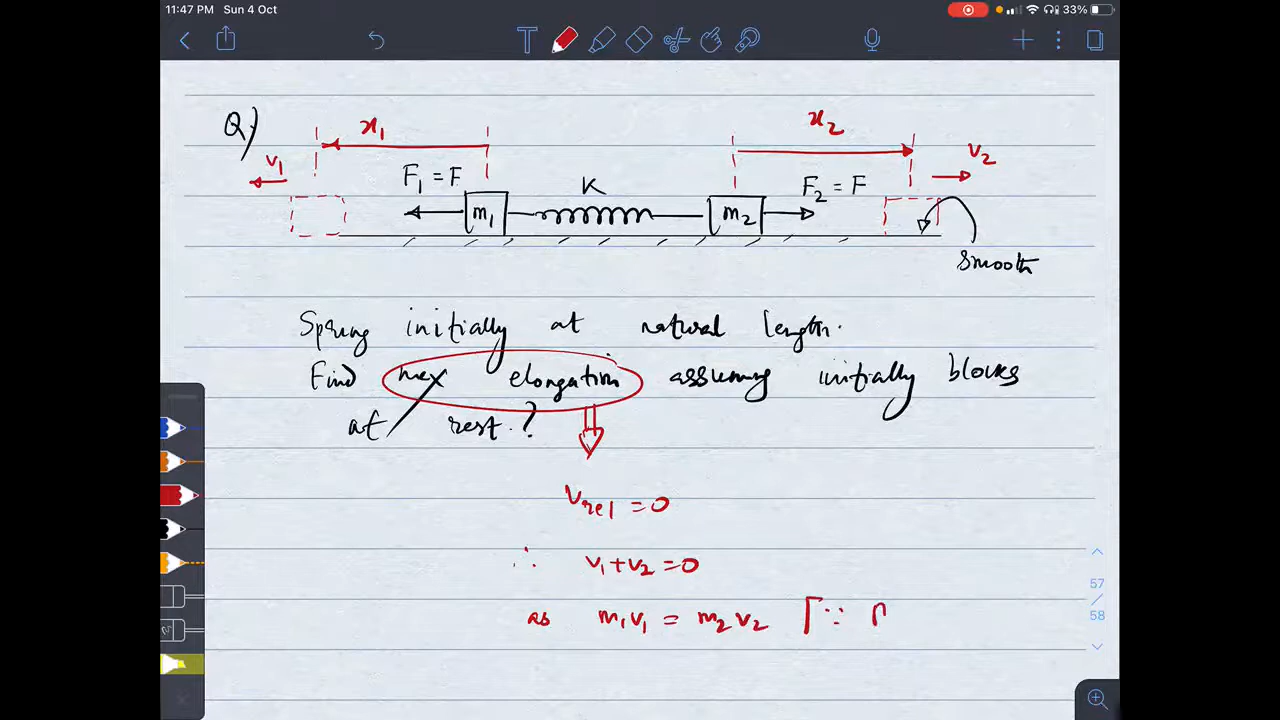 11:47 PM Sun 4 Oct 33%
Q)
x1 x2
v1 v2
F1 = F K F2 = F
m1 m2
Smooth
Spring initially at natural length.
Find max elongation assuming initially blocks
at rest.?
Vrel = 0
∴ v1+v2 = 0
as m1v1 = m2v2 [∵
57
/
58